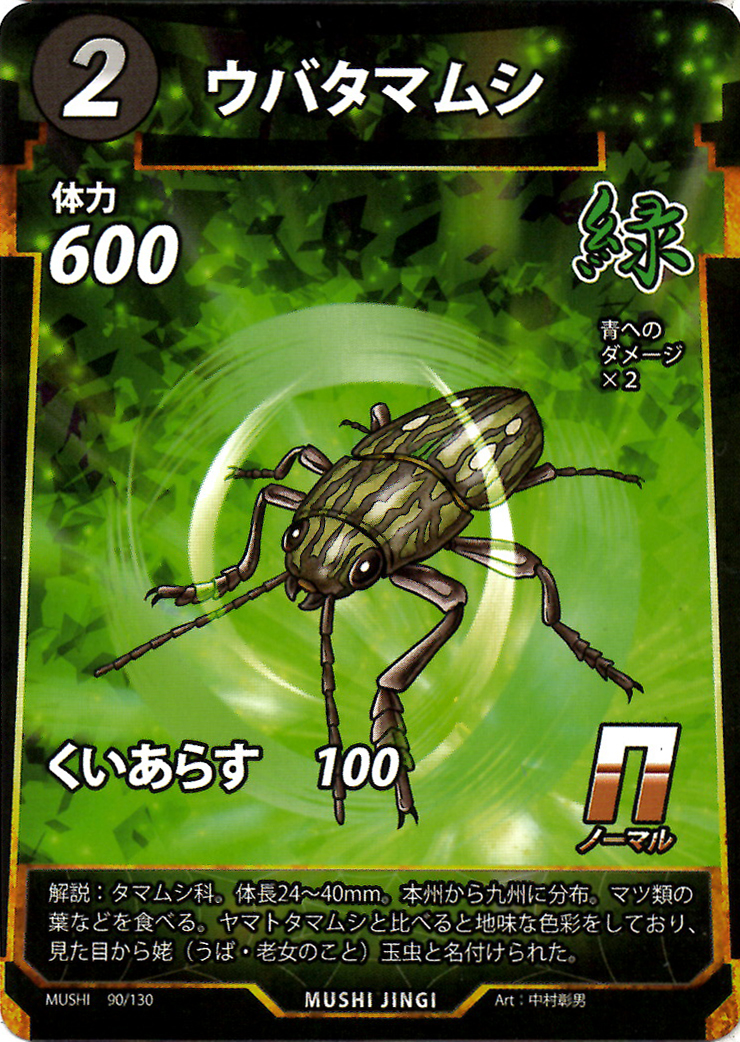 2
ウバタマムシ
体力
600
緑
青への
ダメージ
×2
くいあらす 100
ノーマル
解説：タマムシ科。体長24～40mm。本州から九州に分布。マツ類の
葉などを食べる。ヤマトタマムシと比べると地味な色彩をしており、
見た目から姥（うば・老女のこと）玉虫と名付けられた。
MUSHI 90/130
MUSHI JINGI
Art：中村彰男